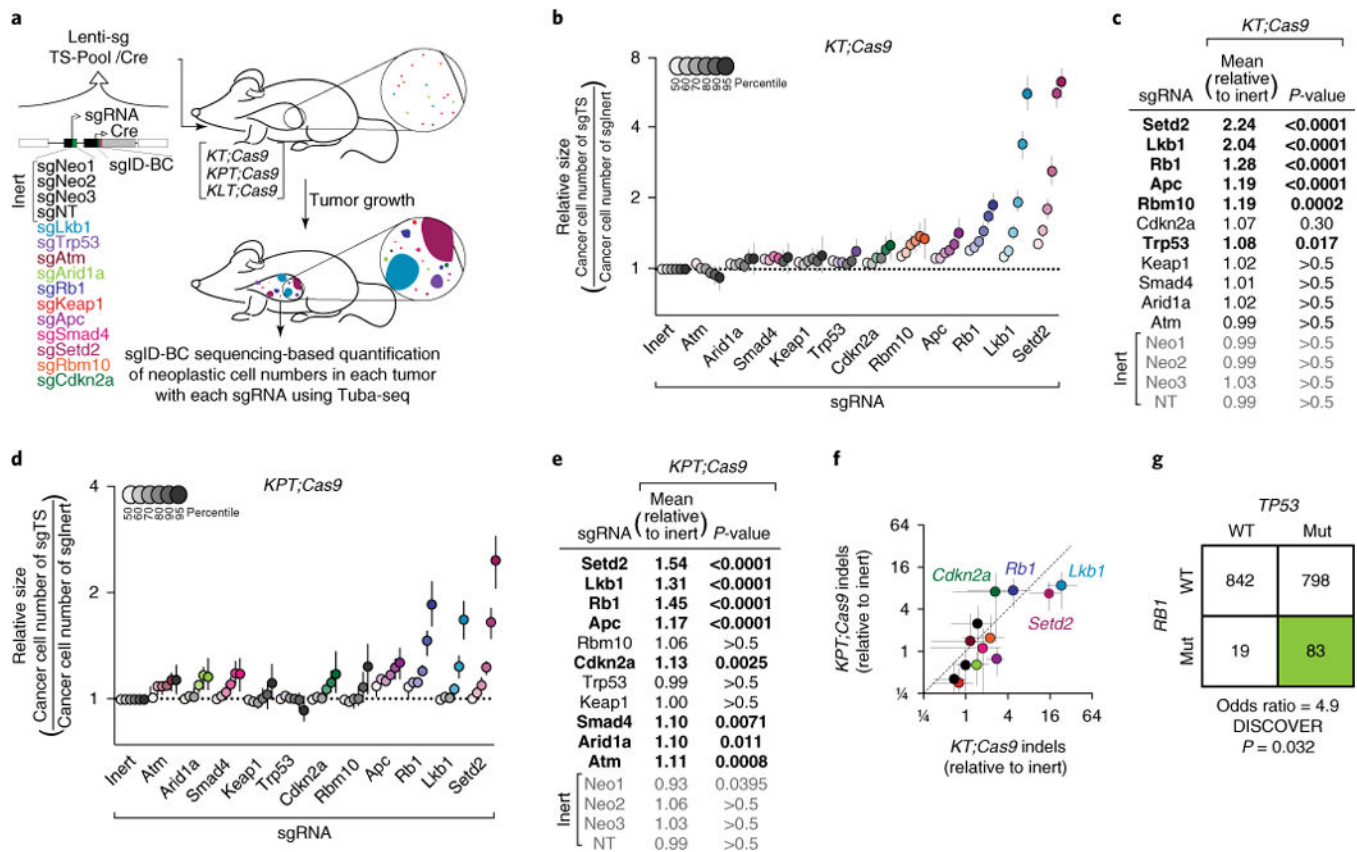 a
Lenti-sg
TS-Pool /Cre
sgRNA
Cre
sgID-BC
Inert
sgNeo1
sgNeo2
sgNeo3
sgNT
sgLkb1
sgTrp53
sgAtm
sgArid1a
sgRb1
sgKeap1
sgApc
sgSmad4
sgSetd2
sgRbm10
sgCdkn2a
KT;Cas9
KPT;Cas9
KLT;Cas9
Tumor growth
sgID-BC sequencing-based quantification
of neoplastic cell numbers in each tumor
with each sgRNA using Tuba-seq
b
KT;Cas9
50 60 70 80 90 95 Percentile
Relative size
(Cancer cell number of sgTS
Cancer cell number of sgInert)
8
4
2
1
Inert
Atm
Arid1a
Smad4
Keap1
Trp53
Cdkn2a
Rbm10
Apc
Rb1
Lkb1
Setd2
sgRNA
c
KT;Cas9
sgRNA (Mean relative to inert) P-value
Setd2 2.24 <0.0001
Lkb1 2.04 <0.0001
Rb1 1.28 <0.0001
Apc 1.19 <0.0001
Rbm10 1.19 0.0002
Cdkn2a 1.07 0.30
Trp53 1.08 0.017
Keap1 1.02 >0.5
Smad4 1.01 >0.5
Arid1a 1.02 >0.5
Atm 0.99 >0.5
Inert
Neo1 0.99 >0.5
Neo2 0.99 >0.5
Neo3 1.03 >0.5
NT 0.99 >0.5
d
KPT;Cas9
50 60 70 80 90 95 Percentile
Relative size
(Cancer cell number of sgTS
Cancer cell number of sgInert)
4
2
1
Inert
Atm
Arid1a
Smad4
Keap1
Trp53
Cdkn2a
Rbm10
Apc
Rb1
Lkb1
Setd2
sgRNA
e
KPT;Cas9
sgRNA (Mean relative to inert) P-value
Setd2 1.54 <0.0001
Lkb1 1.31 <0.0001
Rb1 1.45 <0.0001
Apc 1.17 <0.0001
Rbm10 1.06 >0.5
Cdkn2a 1.13 0.0025
Trp53 0.99 >0.5
Keap1 1.00 >0.5
Smad4 1.10 0.0071
Arid1a 1.10 0.011
Atm 1.11 0.0008
Inert
Neo1 0.93 0.0395
Neo2 1.06 >0.5
Neo3 1.03 >0.5
NT 0.99 >0.5
f
KPT;Cas9 indels
(relative to inert)
64
16
4
1
¼
Cdkn2a
Rb1
Lkb1
Setd2
¼ 1 4 16 64
KT;Cas9 indels
(relative to inert)
g
TP53
WT Mut
RB1
WT 842 798
Mut 19 83
Odds ratio = 4.9
DISCOVER
P = 0.032